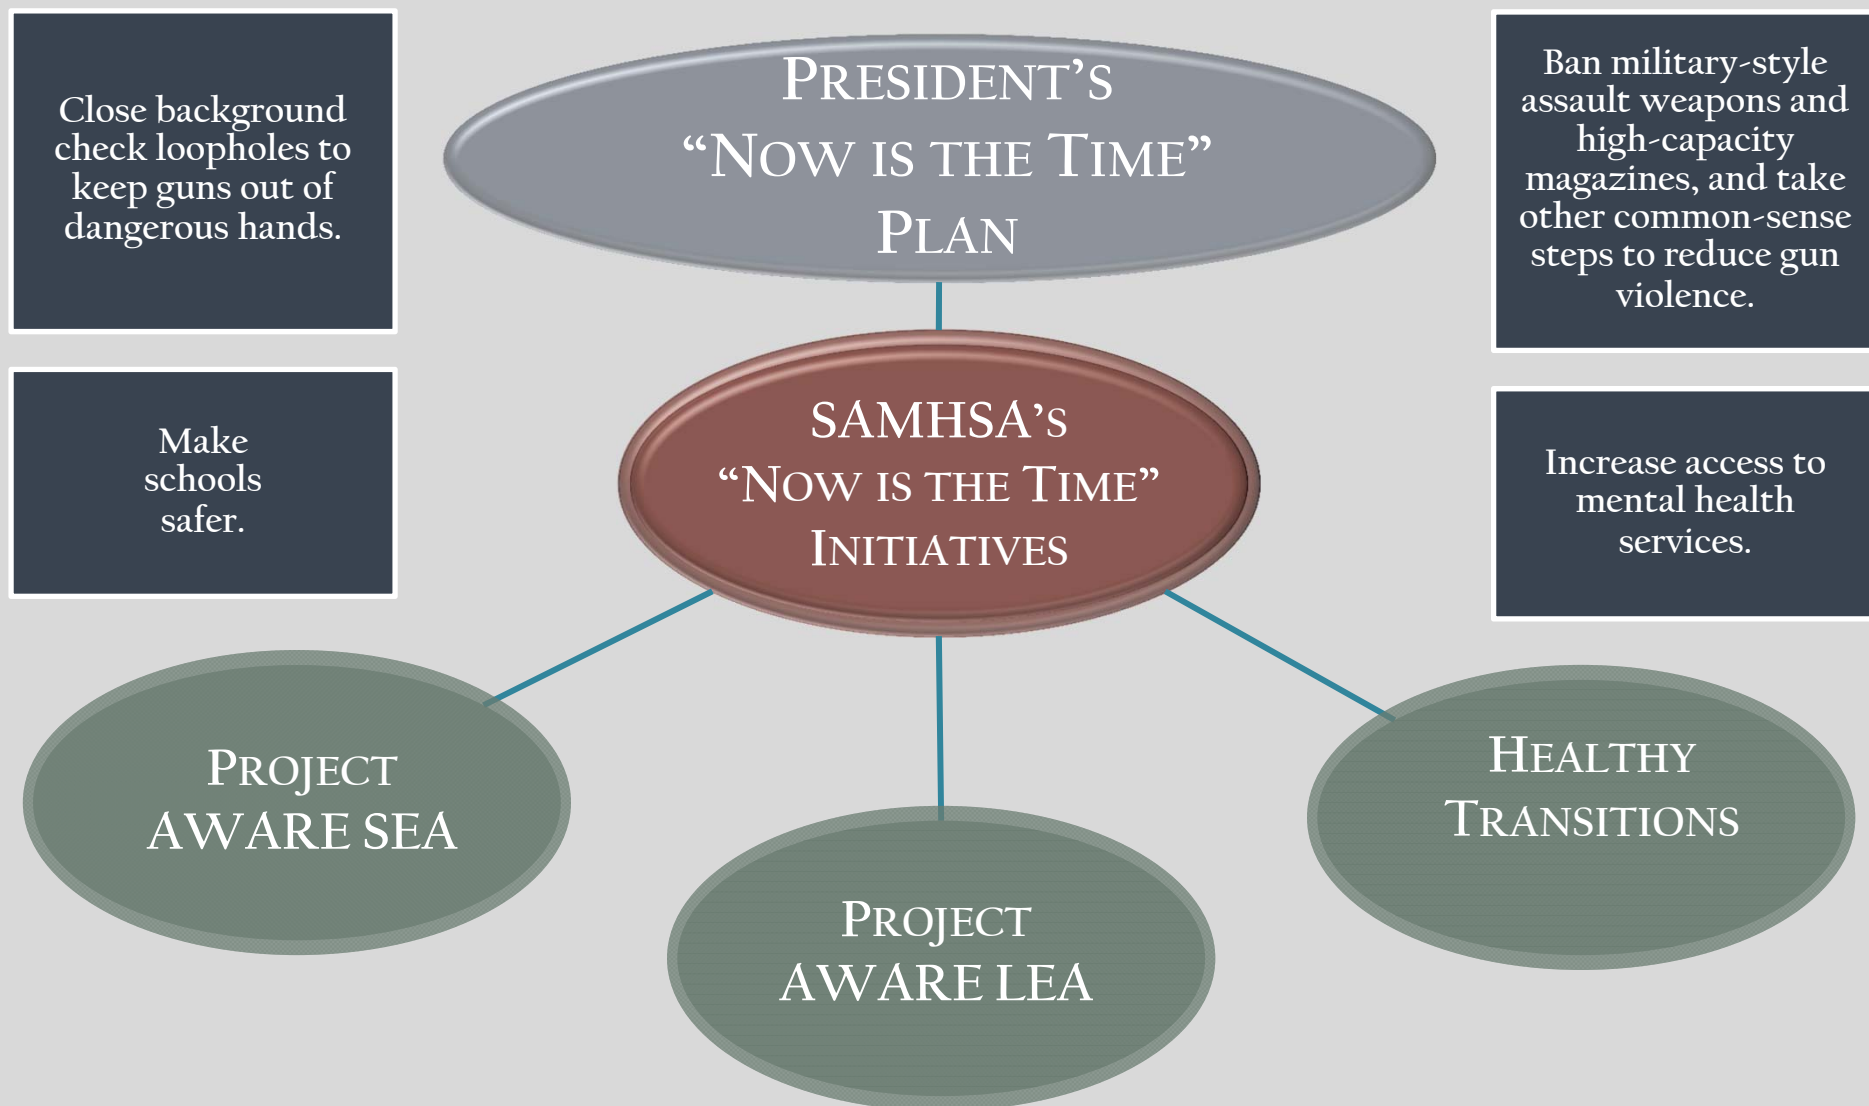 Close background
check loopholes to
keep guns out of
dangerous hands.
PRESIDENT’S
“NOW IS THE TIME”
PLAN
Ban military-style
assault weapons and
high-capacity
magazines, and take
other common-sense
steps to reduce gun
violence.
Make
schools
safer.
SAMHSA’S
“NOW IS THE TIME”
INITIATIVES
Increase access to
mental health
services.
PROJECT
AWARE SEA
PROJECT
AWARE LEA
HEALTHY
TRANSITIONS